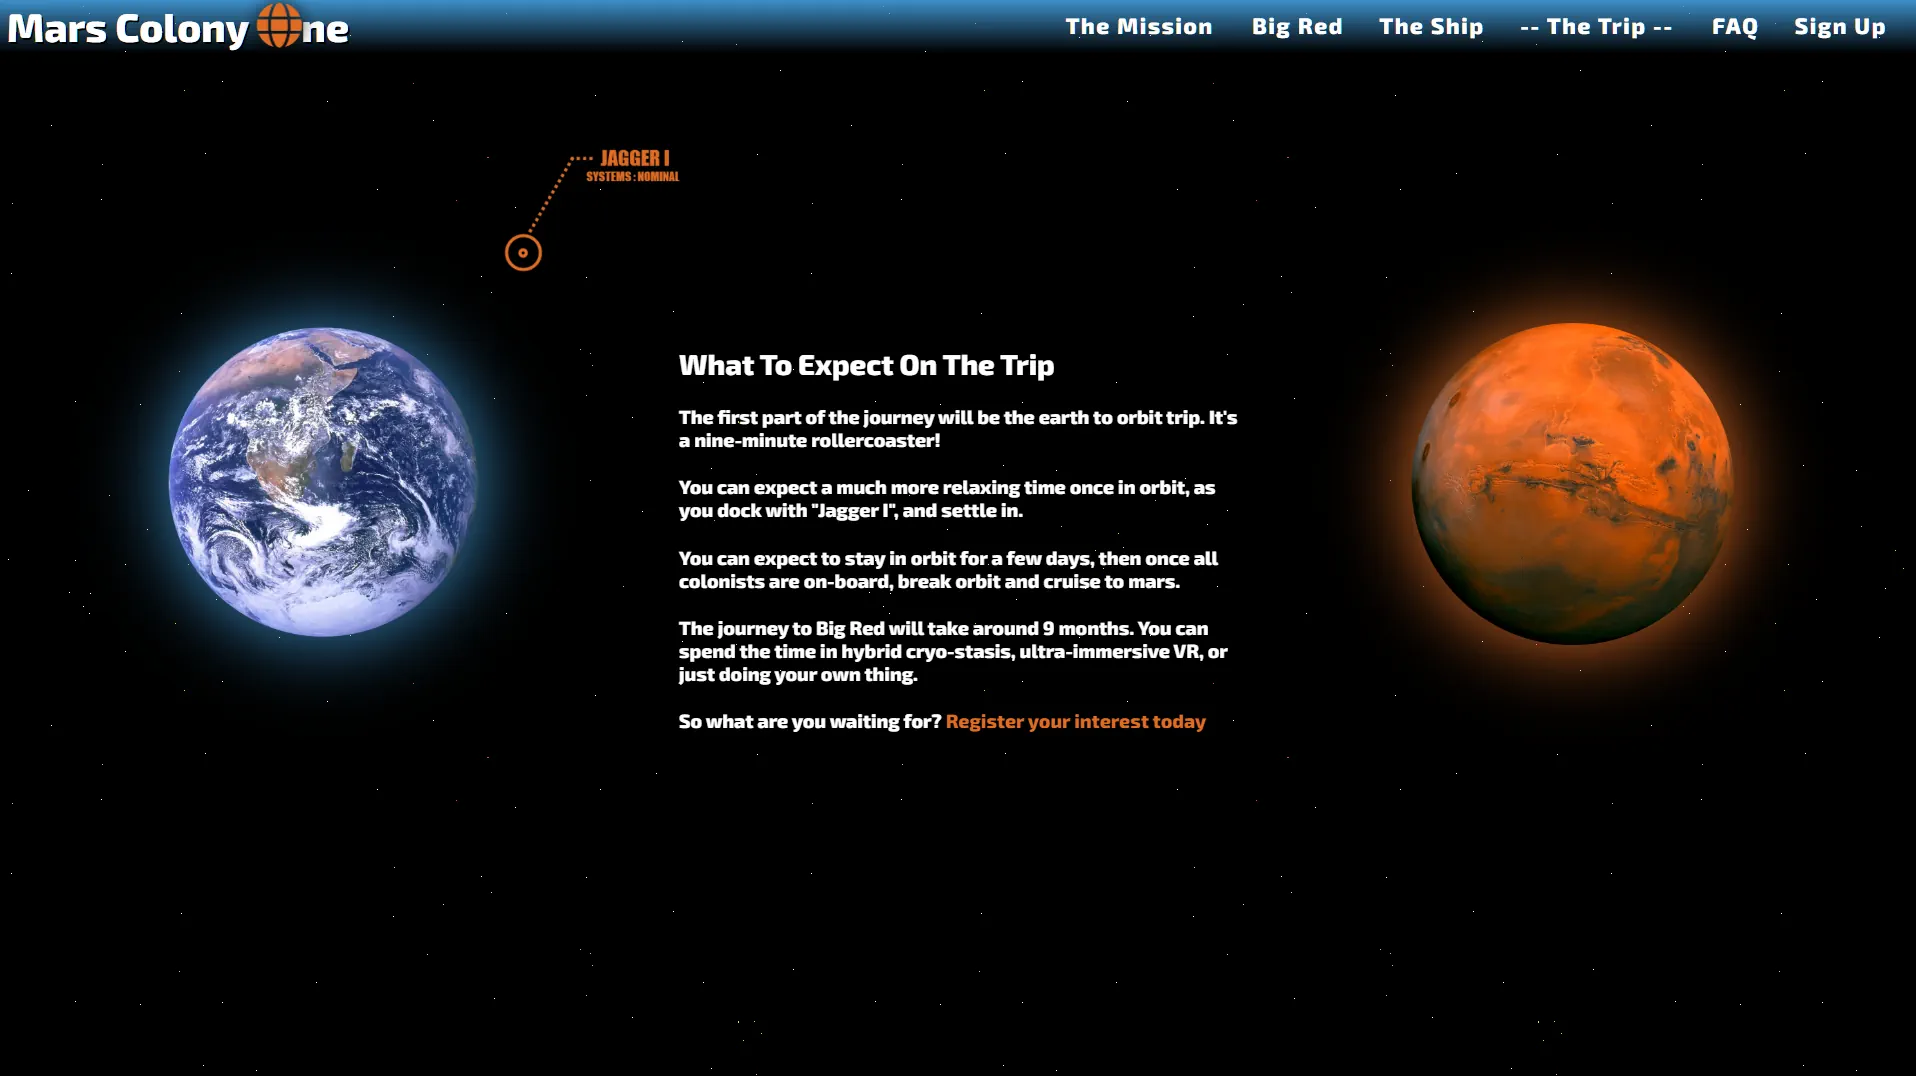 Mars Colony One
The Mission Big Red The Ship -- The Trip -- FAQ Sign Up
JAGGER I
SYSTEMS : NOMINAL
What To Expect On The Trip
The first part of the journey will be the earth to orbit trip. It's
a nine-minute rollercoaster!
You can expect a much more relaxing time once in orbit, as
you dock with "Jagger I", and settle in.
You can expect to stay in orbit for a few days, then once all
colonists are on-board, break orbit and cruise to mars.
The journey to Big Red will take around 9 months. You can
spend the time in hybrid cryo-stasis, ultra-immersive VR, or
just doing your own thing.
So what are you waiting for? Register your interest today